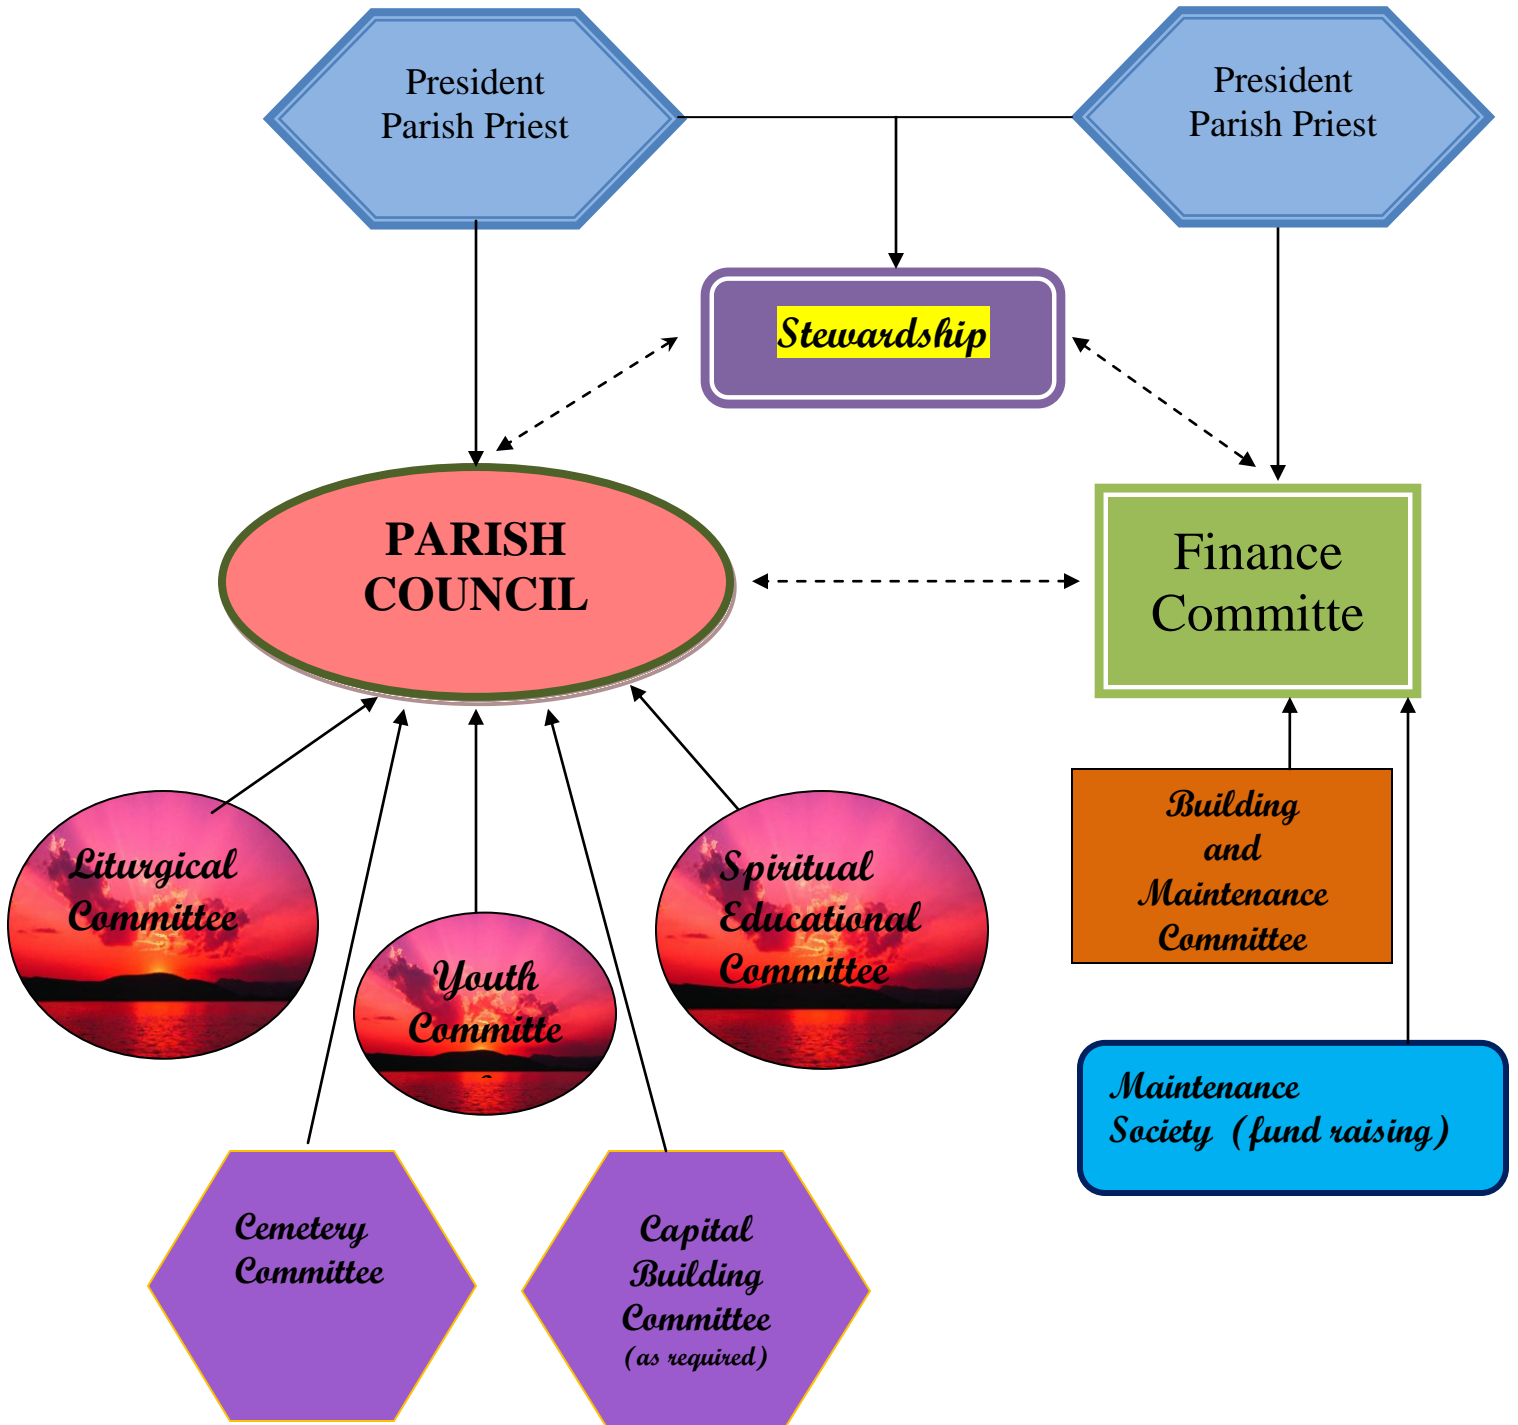 President
Parish Priest
President
Parish Priest
Stewardship
PARISH
COUNCIL
Finance
Committe
Liturgical
Committee
Youth
Committe
Spiritual
Educational
Committee
Building
and
Maintenance
Committee
Maintenance
Society (fund raising)
Cemetery
Committee
Capital
Building
Committee
(as required)